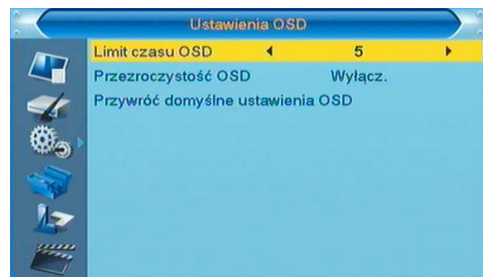 Ustawienia OSD
Limit czasu OSD 5
Przezroczystość OSD Wyłącz.
Przywróć domyślne ustawienia OSD